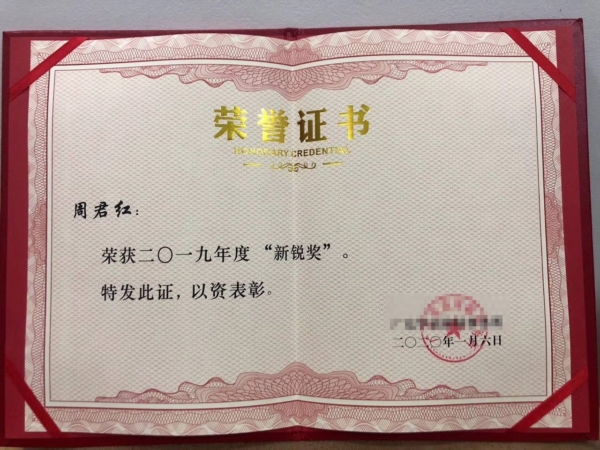 荣誉证书
HONORARY CREDENTIAL
周君红:
荣获二〇一九年度“新锐奖”。
特发此证,以资表彰。
二〇二〇年一月六日